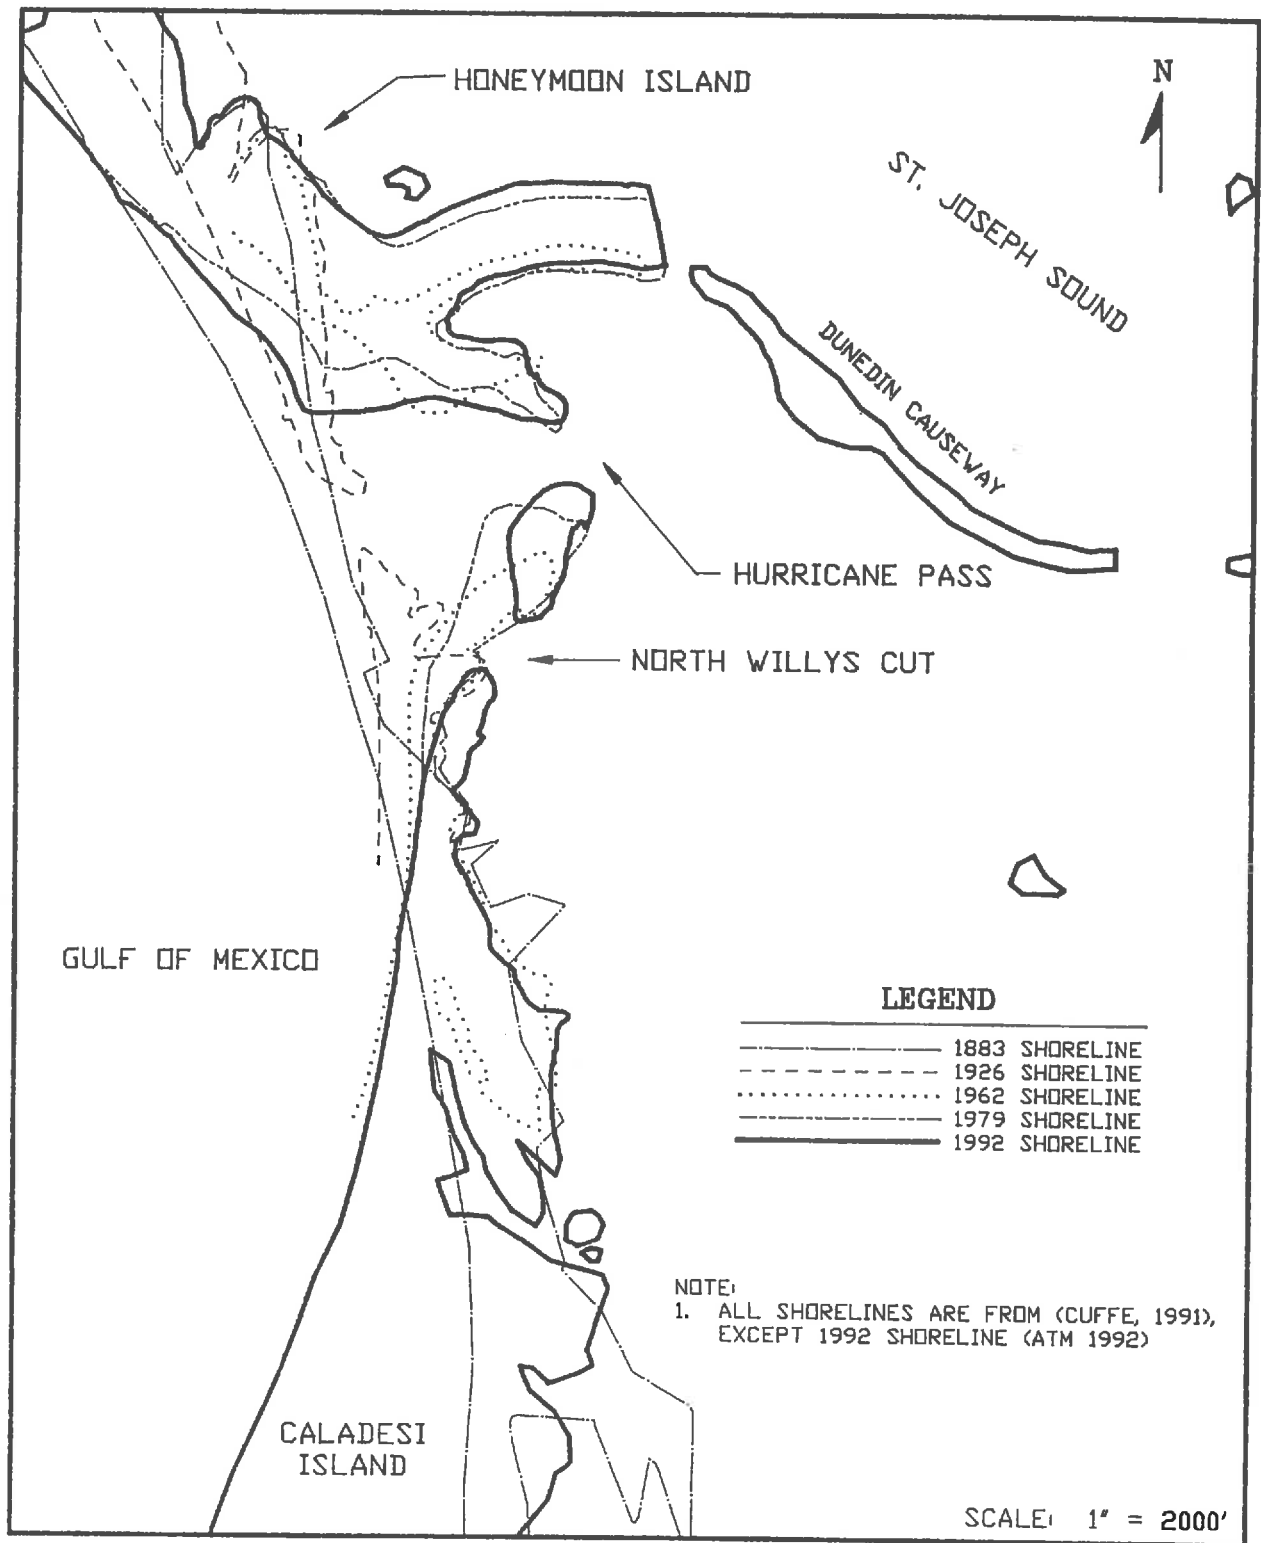 HONEYMOON ISLAND
N
ST. JOSEPH SOUND
DUNEDIN CAUSEWAY
HURRICANE PASS
NORTH WILLYS CUT
GULF OF MEXICO
LEGEND
1883 SHORELINE
1926 SHORELINE
1962 SHORELINE
1979 SHORELINE
1992 SHORELINE
NOTE:
1. ALL SHORELINES ARE FROM (CUFFE, 1991),
EXCEPT 1992 SHORELINE (ATM 1992)
CALADESI
ISLAND
SCALE: 1" = 2000'